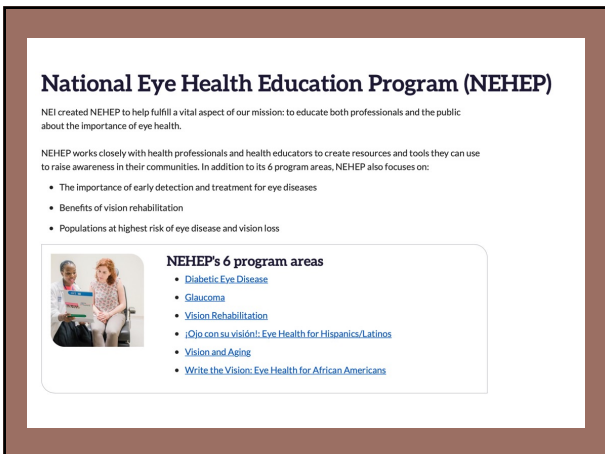 National Eye Health Education Program (NEHEP)
NEI created NEHEP to help fulfill a vital aspect of our mission: to educate both professionals and the public
about the importance of eye health.
NEHEP works closely with health professionals and health educators to create resources and tools they can use
to raise awareness in their communities. In addition to its 6 program areas, NEHEP also focuses on:
• The importance of early detection and treatment for eye diseases
• Benefits of vision rehabilitation
• Populations at highest risk of eye disease and vision loss
NEHEP's 6 program areas
• Diabetic Eye Disease
• Glaucoma
• Vision Rehabilitation
• ¡Ojo con su visión!: Eye Health for Hispanics/Latinos
• Vision and Aging
• Write the Vision: Eye Health for African Americans